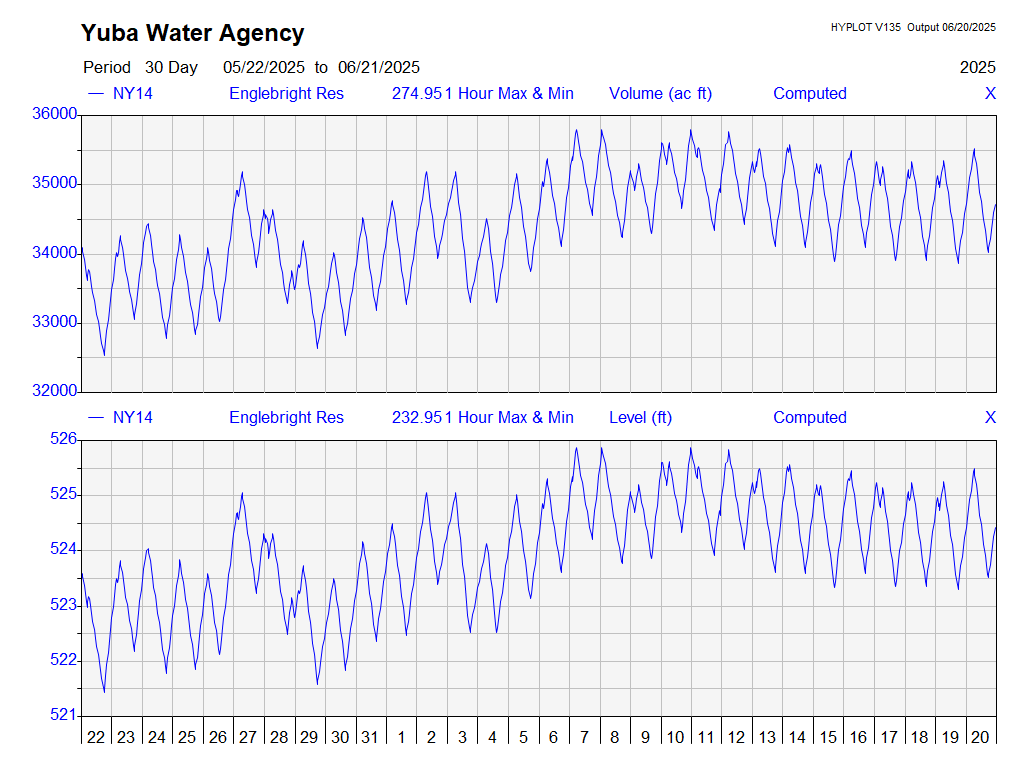 Yuba Water Agency
HYPLOT V135 Output 06/20/2025
Period 30 Day 05/22/2025 to 06/21/2025 2025
NY14 Englebright Res 274.951 Hour Max & Min Volume (ac ft) Computed X
36000
35000
34000
33000
32000
NY14 Englebright Res 232.951 Hour Max & Min Level (ft) Computed X
526
525
524
523
522
521
22 23 24 25 26 27 28 29 30 31 1 2 3 4 5 6 7 8 9 10 11 12 13 14 15 16 17 18 19 20